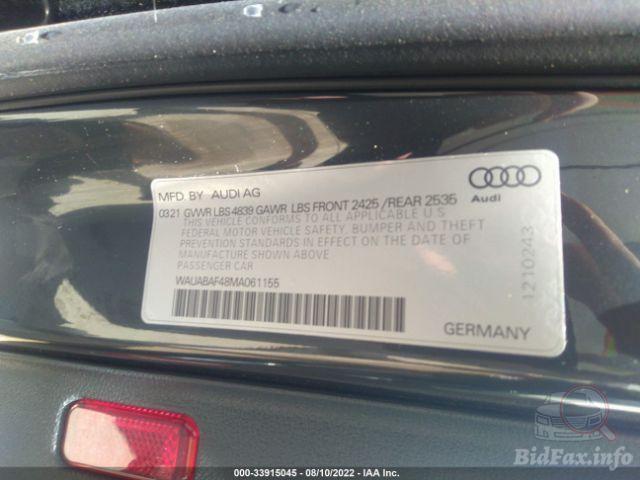 MFD. BY AUDI AG
0321 GVWR LBS 4839 GAWR LBS FRONT 2425 / REAR 2535
THIS VEHICLE CONFORMS TO ALL APPLICABLE U.S
FEDERAL MOTOR VEHICLE SAFETY, BUMPER AND THEFT
PREVENTION STANDARDS IN EFFECT ON THE DATE
OF MANUFACTURE SHOWN ABOVE.
PASSENGER CAR
WAUABAF48MA061155
GERMANY
Audi
1210243
000-33915045 - 08/10/2022 - IAA Inc.
BidFax.info